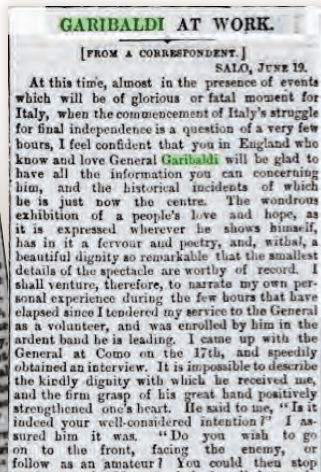 GARIBALDI AT WORK.
[FROM A CORRESPONDENT.]
SALO, JUNE 19.
At this time, almost in the presence of events
which will be of glorious or fatal moment for
Italy, when the commencement of Italy's struggle
for final independence is a question of a very few
hours, I feel confident that you in England who
know and love General Garibaldi will be glad to
have all the information you can concerning
him, and the historical incidents of which
he is just now the centre. The wondrous
exhibition of a people's love and hope, as
it is expressed wherever he shows himself,
has in it a fervour and poetry, and, withal, a
beautiful dignity so remarkable that the smallest
details of the spectacle are worthy of record. I
shall venture, therefore, to narrate my own per-
sonal experience during the few hours that have
elapsed since I tendered my service to the General
as a volunteer, and was enrolled by him in the
ardent band he is leading. I came up with the
General at Como on the 17th, and speedily
obtained an interview. It is impossible to describe
the kindly dignity with which he received me,
and the firm grasp of his great hand positively
strengthened one's heart. He said to me, "Is it
indeed your well-considered intention?" I as-
sured him it was. "Do you wish to go
on to the front, facing the enemy, or
follow as an amateur? You could then stop